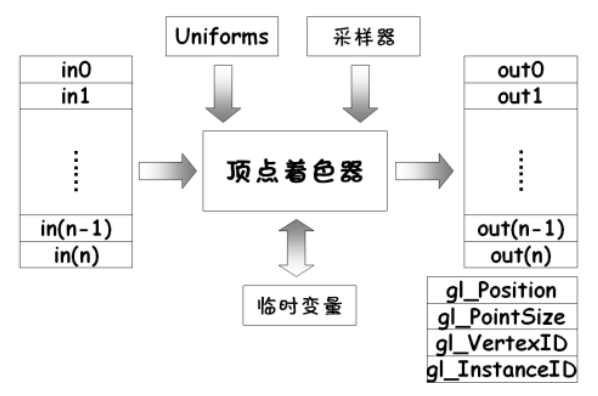 Uniforms
采样器
in0
in1
......
in(n-1)
in(n)
顶点着色器
临时变量
out0
out1
......
out(n-1)
out(n)
gl_Position
gl_PointSize
gl_VertexID
gl_InstanceID